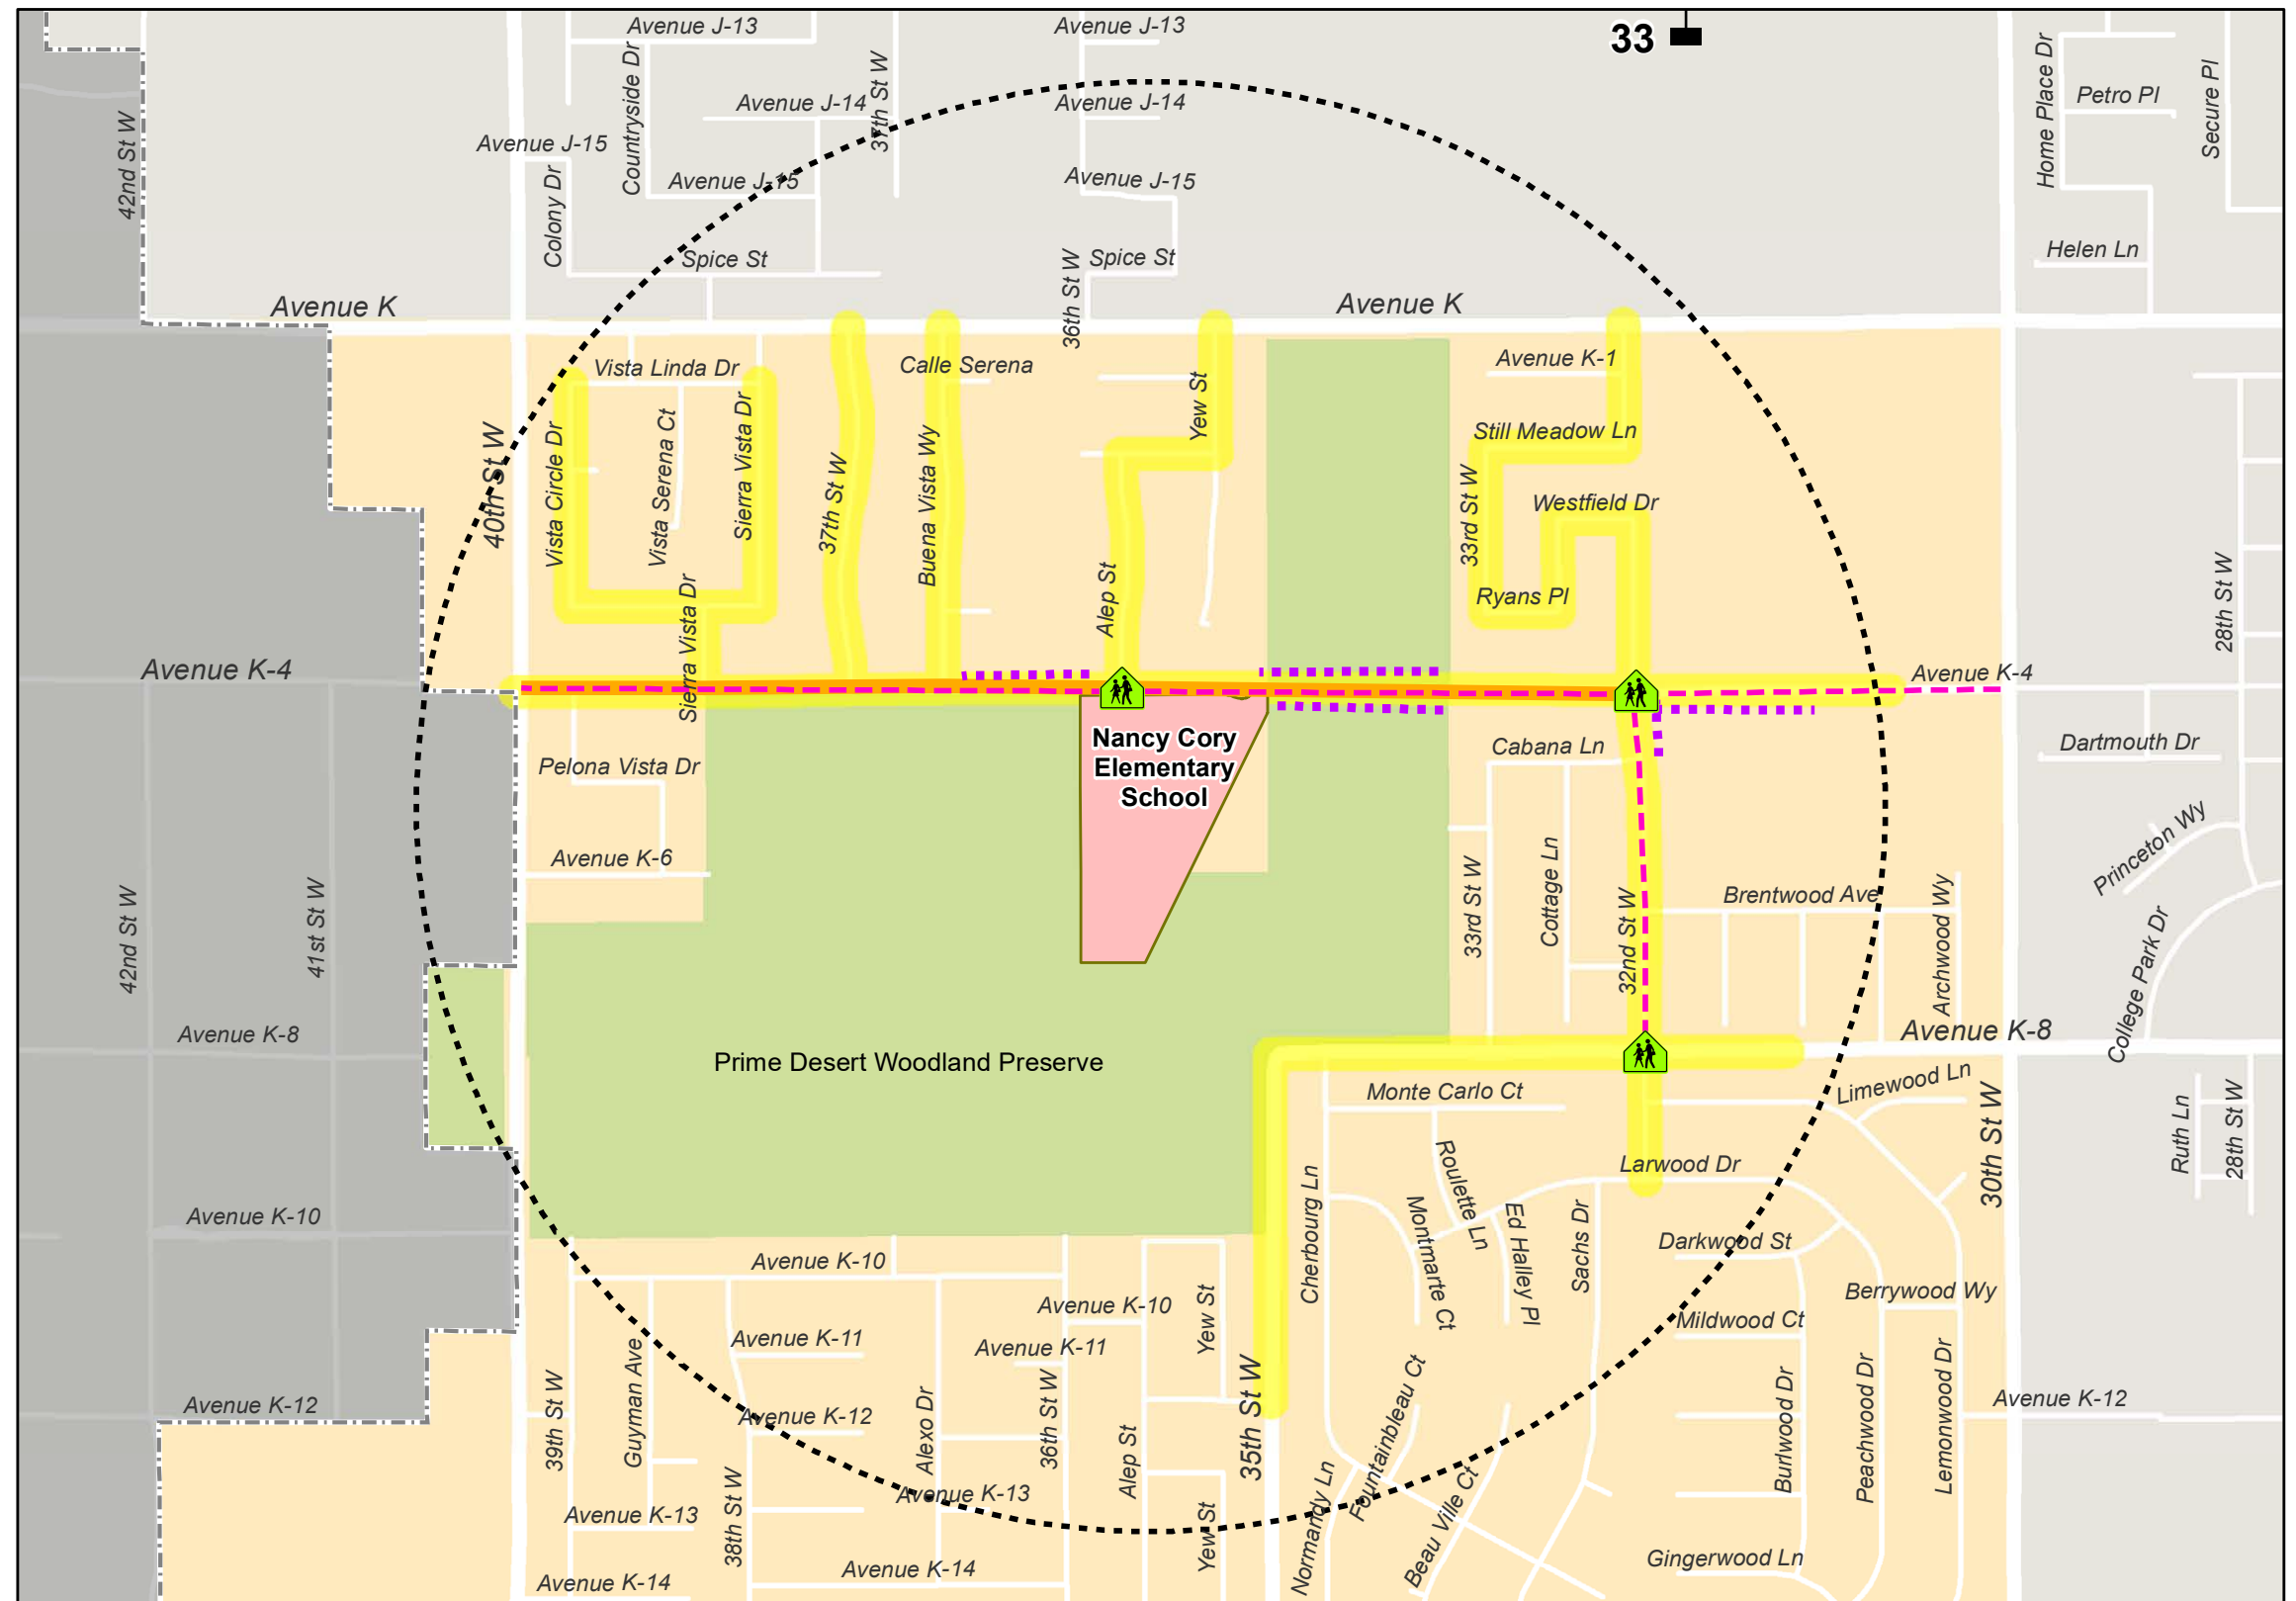 Avenue J-13
Avenue J-13
33
Countryside Dr
37th St W
Home Place Dr
Petro Pl
Secure Pl
42nd St W
Avenue J-14
Avenue J-14
Avenue J-15
Colony Dr
Avenue J-15
Avenue J-15
Spice St
36th St W
Spice St
Helen Ln
Avenue K
Avenue K
Vista Linda Dr
Calle Serena
Avenue K-1
40th St W
Vista Circle Dr
Vista Serena Ct
Sierra Vista Dr
37th St W
Buena Vista Wy
Yew St
Alep St
Still Meadow Ln
33rd St W
Westfield Dr
Ryans Pl
28th St W
Avenue K-4
Sierra Vista Dr
Avenue K-4
Nancy Cory
Elementary
School
Cabana Ln
Dartmouth Dr
Pelona Vista Dr
Avenue K-6
Princeton Wy
42nd St W
41st St W
33rd St W
Cottage Ln
32nd St W
Brentwood Ave
Archwood Wy
College Park Dr
Avenue K-8
Avenue K-8
Prime Desert Woodland Preserve
Monte Carlo Ct
Limewood Ln
30th St W
Ruth Ln
28th St W
Roulette Ln
Larwood Dr
Cherbourg Ln
Montmarte Ct
Ed Halley Pl
Sachs Dr
Avenue K-10
Darkwood St
Avenue K-10
Berrywood Wy
Avenue K-10
Yew St
Mildwood Ct
Avenue K-11
Avenue K-11
Guyman Ave
39th St W
Avenue K-12
Avenue K-12
Alexo Dr
36th St W
Alep St
35th St W
Fountainbleau Ct
Burlwood Dr
Peachwood Dr
Lemonwood Dr
Avenue K-12
Avenue K-13
Avenue K-13
38th St W
Yew St
Normandy Ln
Beau Ville Ct
Gingerwood Ln
Avenue K-14
Avenue K-14